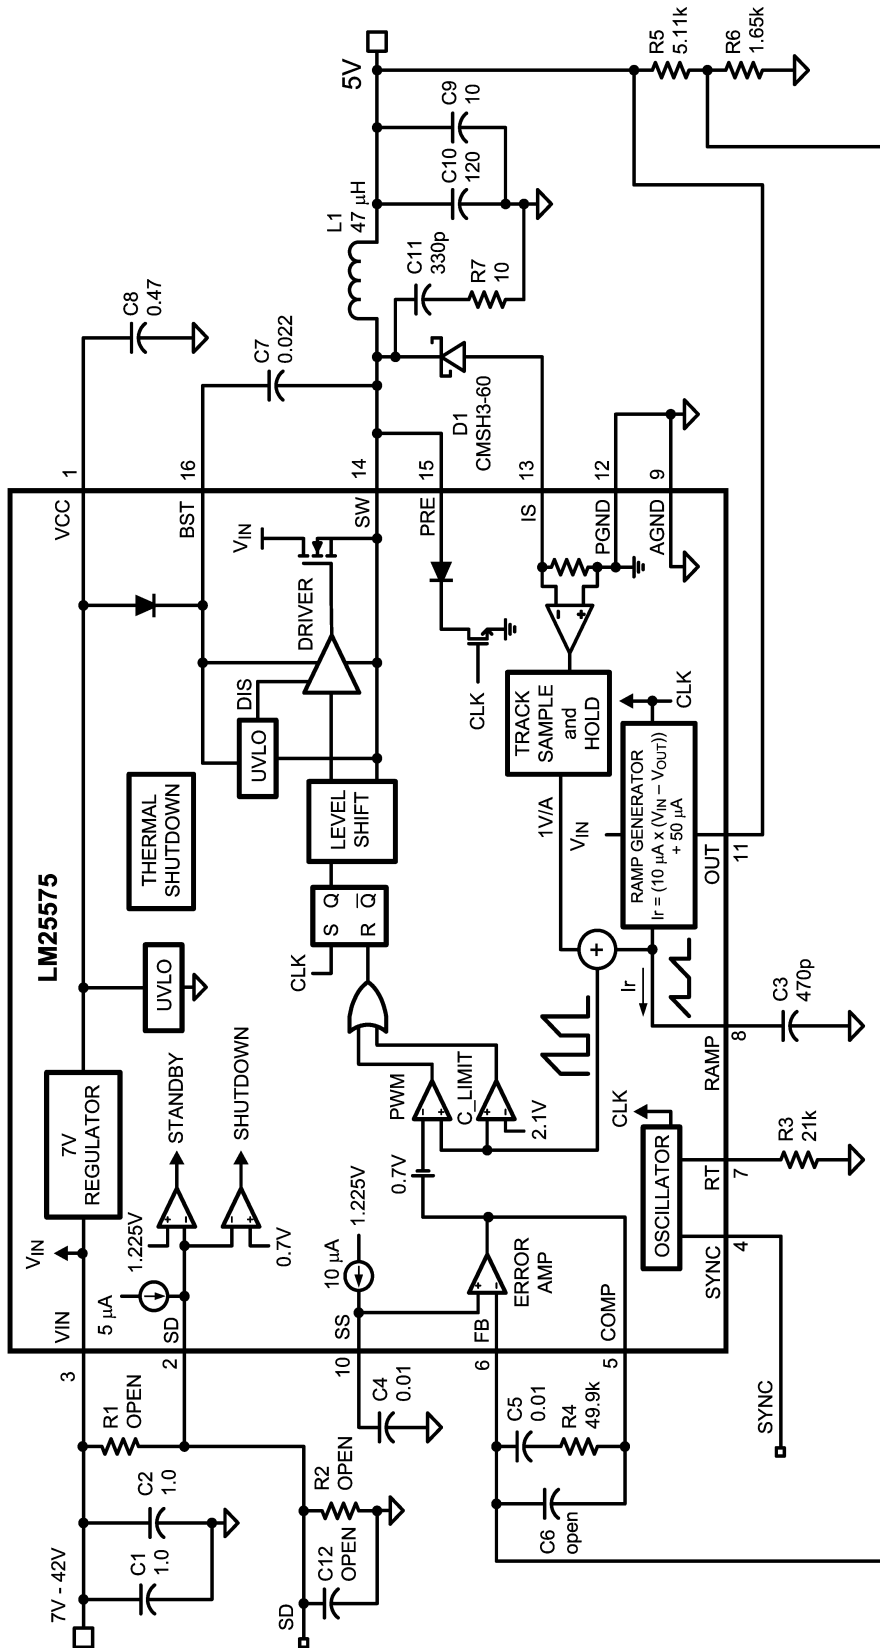 LM25575
7V - 42V
C1
1.0
C2
1.0
R1
OPEN
3
VIN
VIN
7V
REGULATOR
1
VCC
C8
0.47
SD
C12
OPEN
R2
OPEN
2
SD
5 µA
1.225V
0.7V
STANDBY
SHUTDOWN
UVLO
THERMAL
SHUTDOWN
UVLO
DIS
DRIVER
VIN
BST
16
C7
0.022
LEVEL
SHIFT
S Q
R Q
CLK
SW
14
L1
47 µH
5V
PRE
15
CLK
C11
330p
R7
10
C10
120
C9
10
D1
CMSH3-60
10
SS
C4
0.01
10 µA
1.225V
0.7V
PWM
C_LIMIT
2.1V
ERROR
AMP
6
FB
5
COMP
C5
0.01
R4
49.9k
C6
open
IS
13
PGND
12
AGND
9
TRACK
SAMPLE
and
HOLD
1V/A
+
VIN
RAMP GENERATOR
Ir = (10 µA x (VIN – VOUT))
+ 50 µA
CLK
Ir
OSCILLATOR
CLK
SYNC
4
SYNC
RT
7
R3
21k
RAMP
8
C3
470p
OUT
11
R5
5.11k
R6
1.65k